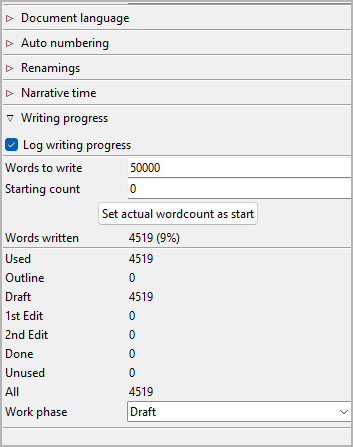 Document language
Auto numbering
Renamings
Narrative time
Writing progress
Log writing progress
Words to write 50000
Starting count 0
Set actual wordcount as start
Words written 4519 (9%)
Used 4519
Outline 0
Draft 4519
1st Edit 0
2nd Edit 0
Done 0
Unused 0
All 4519
Work phase Draft